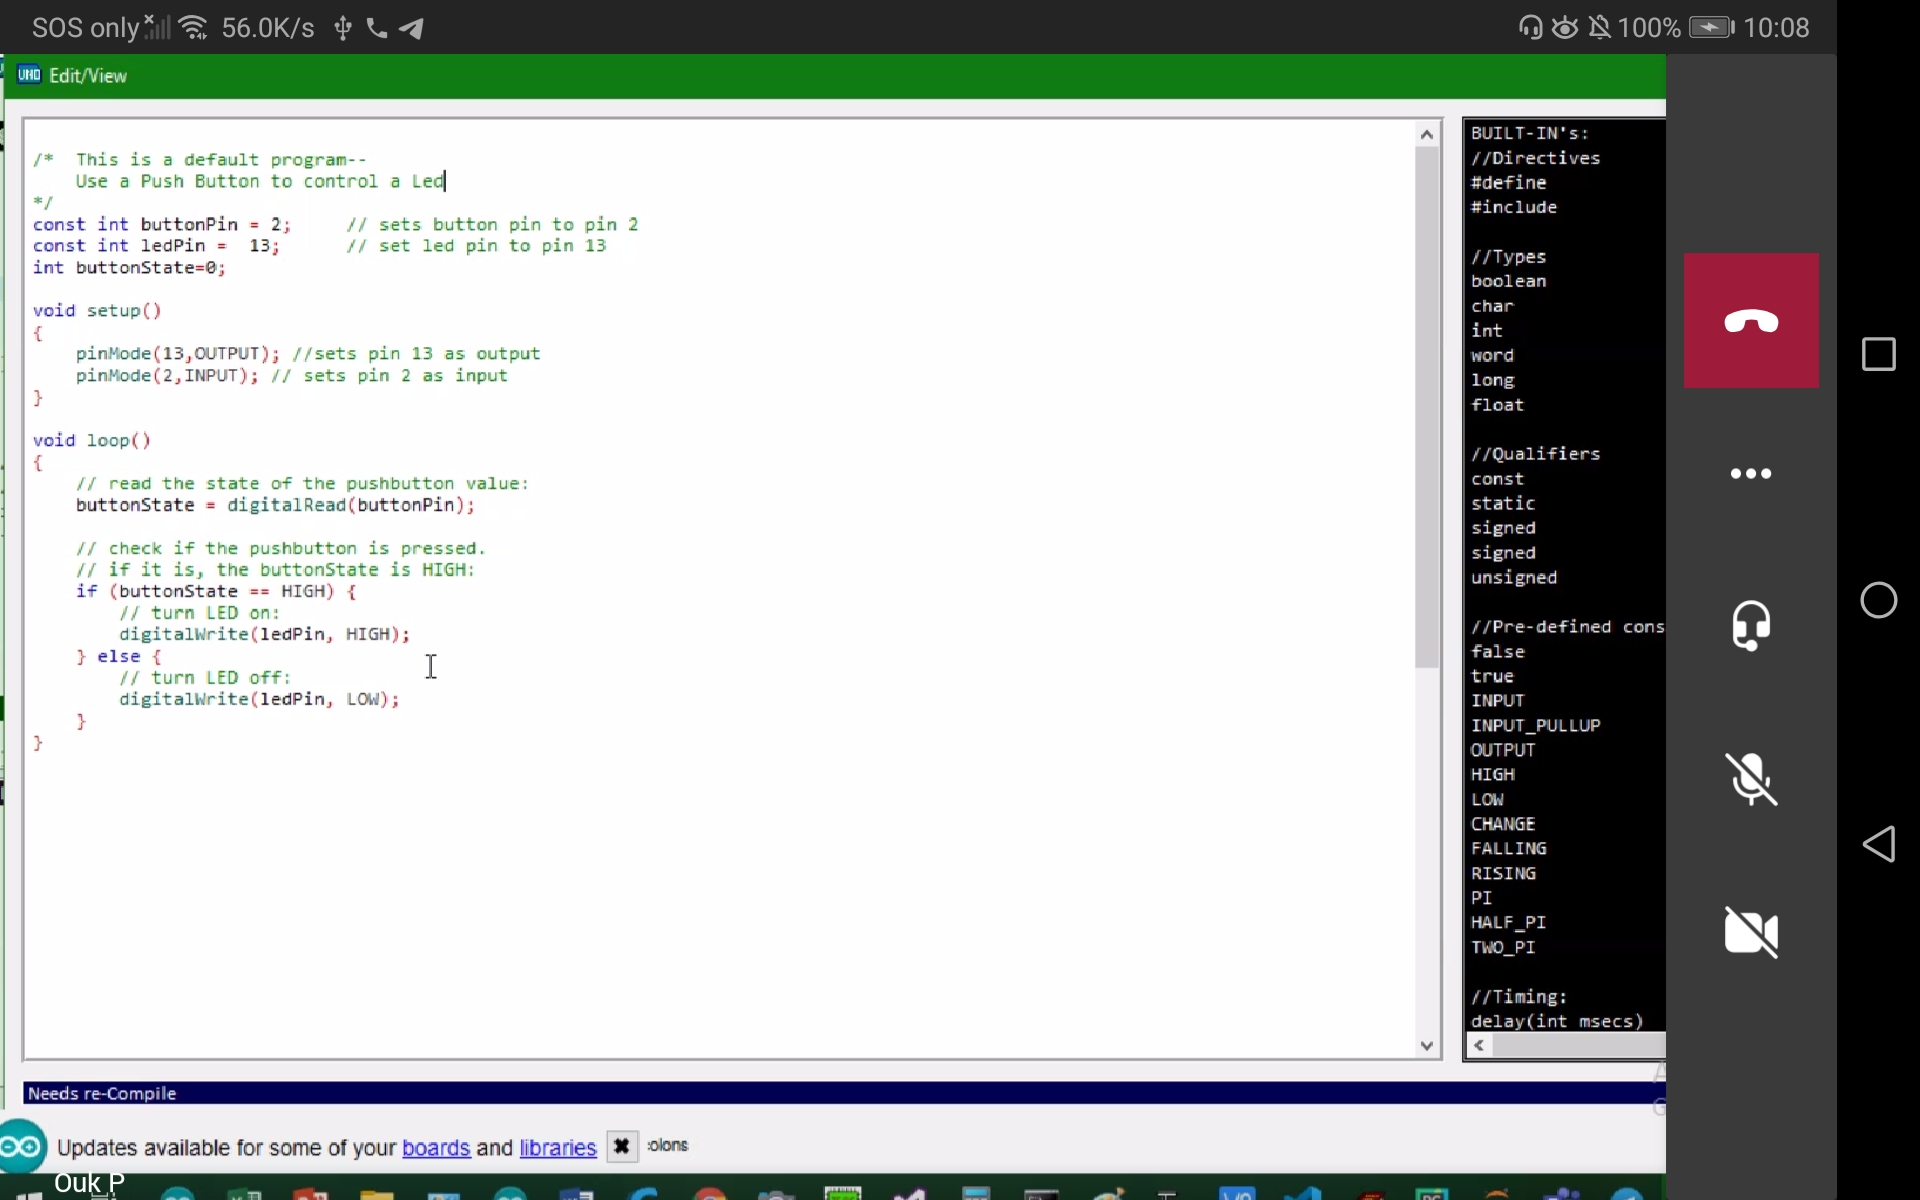 SOS only 56.0K/s 100% 10:08
UNO Edit/View
/*  This is a default program--
    Use a Push Button to control a Led
*/
const int buttonPin = 2;     // sets button pin to pin 2
const int ledPin =  13;      // set led pin to pin 13
int buttonState=0;
void setup()
{
    pinMode(13,OUTPUT); //sets pin 13 as output
    pinMode(2,INPUT); // sets pin 2 as input
}
void loop()
{
    // read the state of the pushbutton value:
    buttonState = digitalRead(buttonPin);
    // check if the pushbutton is pressed.
    // if it is, the buttonState is HIGH:
    if (buttonState == HIGH) {
        // turn LED on:
        digitalWrite(ledPin, HIGH);
    } else {
        // turn LED off:
        digitalWrite(ledPin, LOW);
    }
}
BUILT-IN's:
//Directives
#define
#include
//Types
boolean
char
int
word
long
float
//Qualifiers
const
static
signed
signed
unsigned
//Pre-defined cons
false
true
INPUT
INPUT_PULLUP
OUTPUT
HIGH
LOW
CHANGE
FALLING
RISING
PI
HALF_PI
TWO_PI
//Timing:
delay(int msecs)
Needs re-Compile
Updates available for some of your boards and libraries
olons
Ouk P